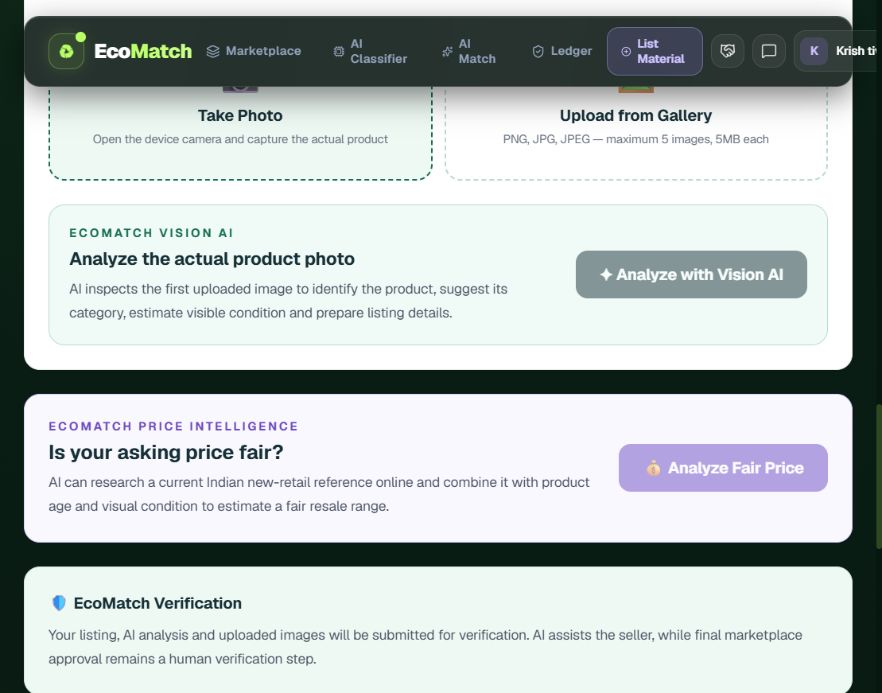 EcoMatch
Marketplace
AI
Classifier
AI
Match
Ledger
List
Material
K
Krish
Take Photo
Open the device camera and capture the actual product
Upload from Gallery
PNG, JPG, JPEG — maximum 5 images, 5MB each
ECOMATCH VISION AI
Analyze the actual product photo
AI inspects the first uploaded image to identify the product, suggest its
category, estimate visible condition and prepare listing details.
✦ Analyze with Vision AI
ECOMATCH PRICE INTELLIGENCE
Is your asking price fair?
AI can research a current Indian new-retail reference online and combine it with product
age and visual condition to estimate a fair resale range.
Analyze Fair Price
EcoMatch Verification
Your listing, AI analysis and uploaded images will be submitted for verification. AI assists the seller, while final marketplace
approval remains a human verification step.